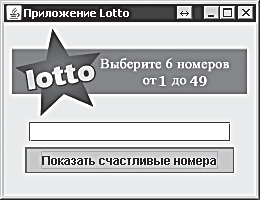 Приложение Lotto
lotto
Выберите 6 номеров
от 1 до 49
Показать счастливые номера